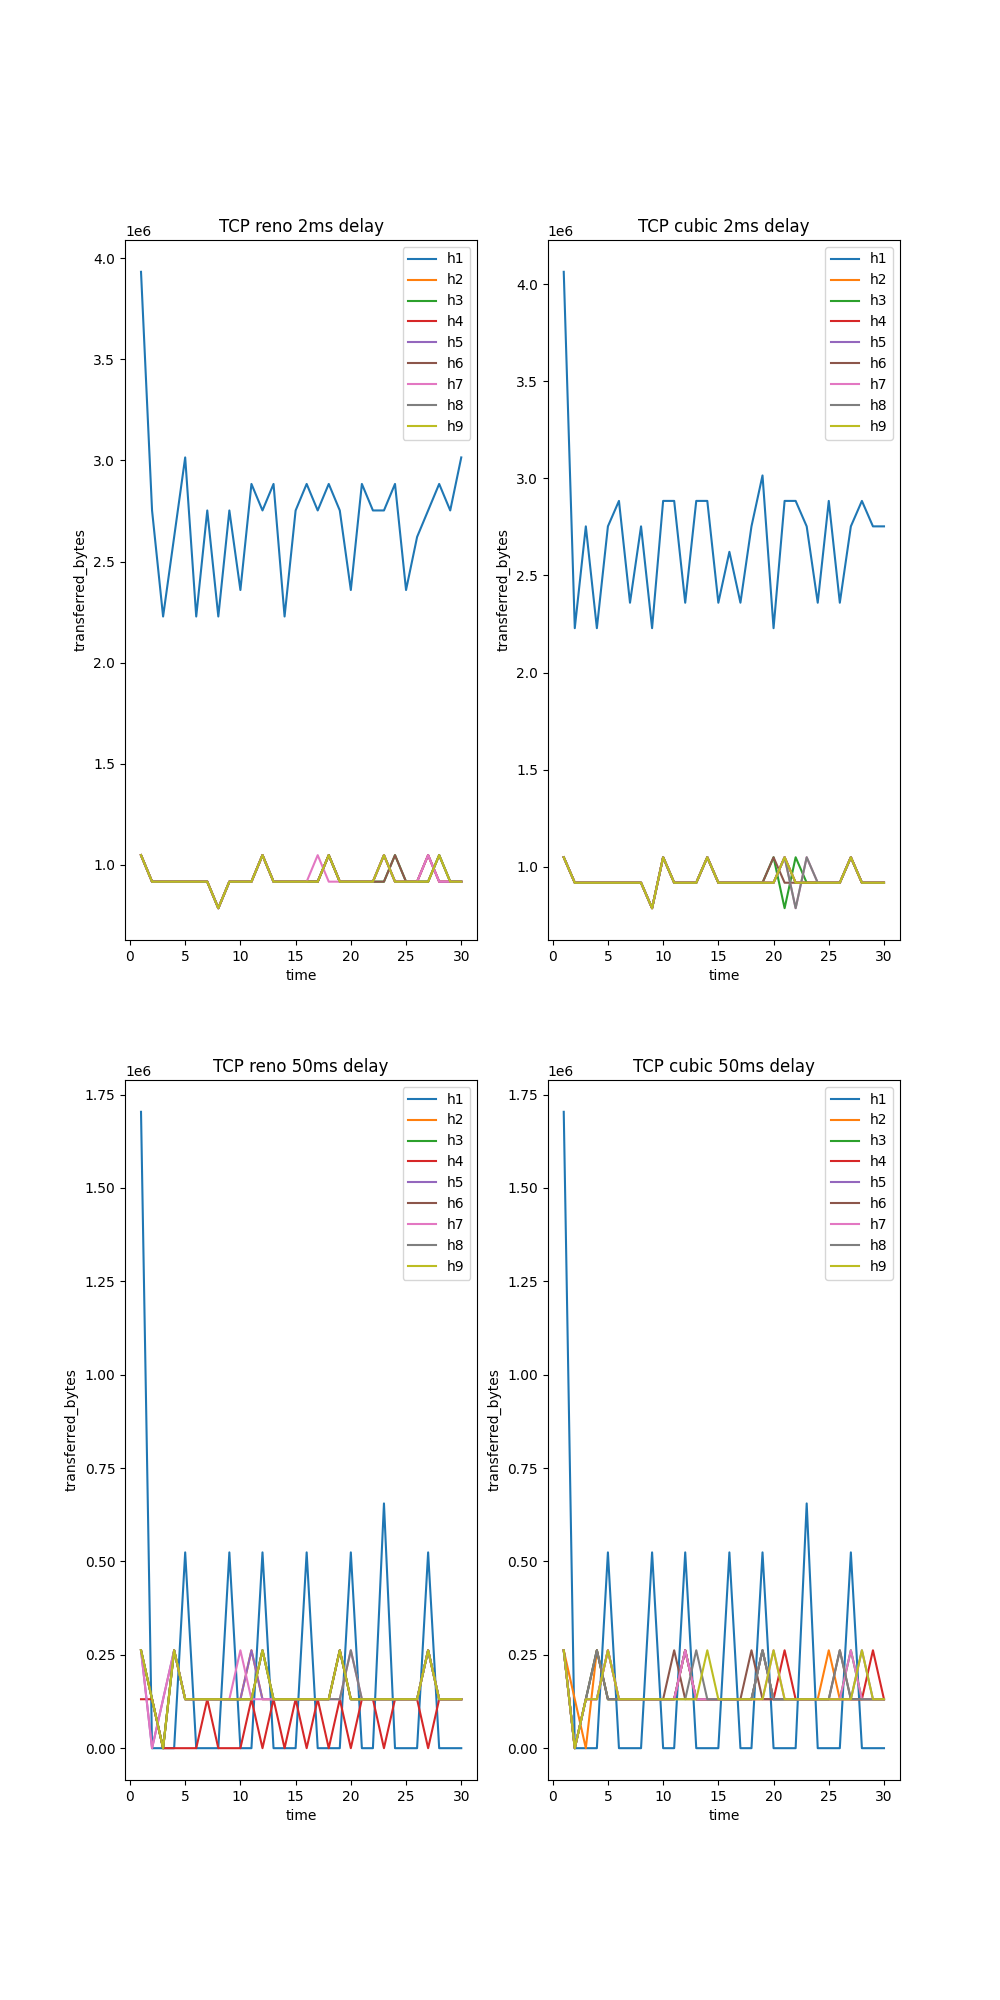 TCP reno 2ms delay
1e6
transferred_bytes
4.0
3.5
3.0
2.5
2.0
1.5
1.0
0 5 10 15 20 25 30
time
h1
h2
h3
h4
h5
h6
h7
h8
h9
TCP cubic 2ms delay
1e6
transferred_bytes
4.0
3.5
3.0
2.5
2.0
1.5
1.0
0 5 10 15 20 25 30
time
h1
h2
h3
h4
h5
h6
h7
h8
h9
TCP reno 50ms delay
1e6
transferred_bytes
1.75
1.50
1.25
1.00
0.75
0.50
0.25
0.00
0 5 10 15 20 25 30
time
h1
h2
h3
h4
h5
h6
h7
h8
h9
TCP cubic 50ms delay
1e6
transferred_bytes
1.75
1.50
1.25
1.00
0.75
0.50
0.25
0.00
0 5 10 15 20 25 30
time
h1
h2
h3
h4
h5
h6
h7
h8
h9